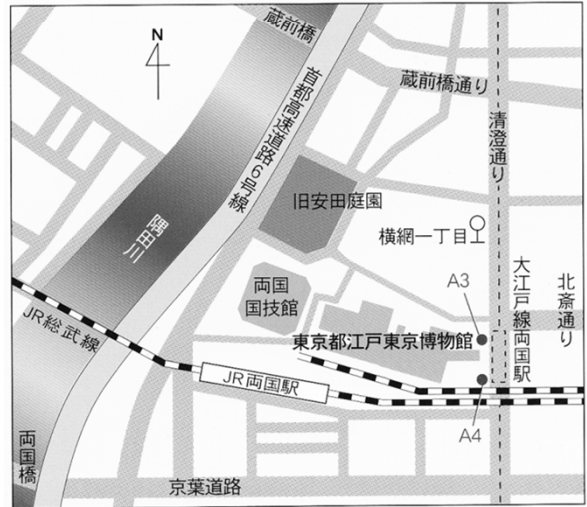 蔵前橋
N
首都高速道路6号線
蔵前橋通り
清澄通り
旧安田庭園
横網一丁目
隅田川
両国
国技館
A3
大江戸線両国駅
北斎通り
東京都江戸東京博物館
JR総武線
JR両国駅
A4
両国橋
京葉道路